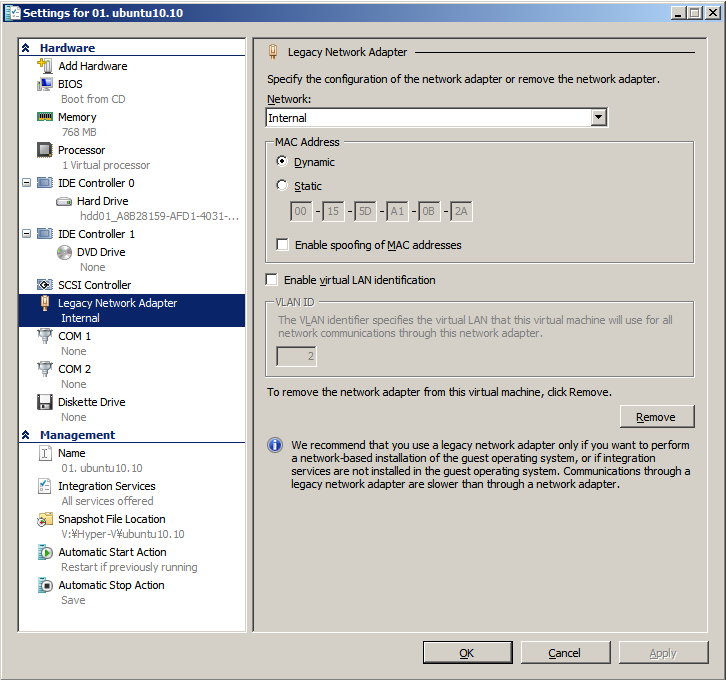 Settings for 01. ubuntu10.10
Hardware
Add Hardware
BIOS
Boot from CD
Memory
768 MB
Processor
1 Virtual processor
IDE Controller 0
Hard Drive
hdd01_A8B28159-AFD1-4031-...
IDE Controller 1
DVD Drive
None
SCSI Controller
Legacy Network Adapter
Internal
COM 1
None
COM 2
None
Diskette Drive
None
Management
Name
01. ubuntu10.10
Integration Services
All services offered
Snapshot File Location
V:¥Hyper-V¥ubuntu10.10
Automatic Start Action
Restart if previously running
Automatic Stop Action
Save
Legacy Network Adapter
Specify the configuration of the network adapter or remove the network adapter.
Network:
Internal
MAC Address
Dynamic
Static
00 - 15 - 5D - A1 - 0B - 2A
Enable spoofing of MAC addresses
Enable virtual LAN identification
VLAN ID
The VLAN identifier specifies the virtual LAN that this virtual machine will use for all
network communications through this network adapter.
2
To remove the network adapter from this virtual machine, click Remove.
Remove
We recommend that you use a legacy network adapter only if you want to perform
a network-based installation of the guest operating system, or if integration
services are not installed in the guest operating system. Communications through a
legacy network adapter are slower than through a network adapter.
OK
Cancel
Apply